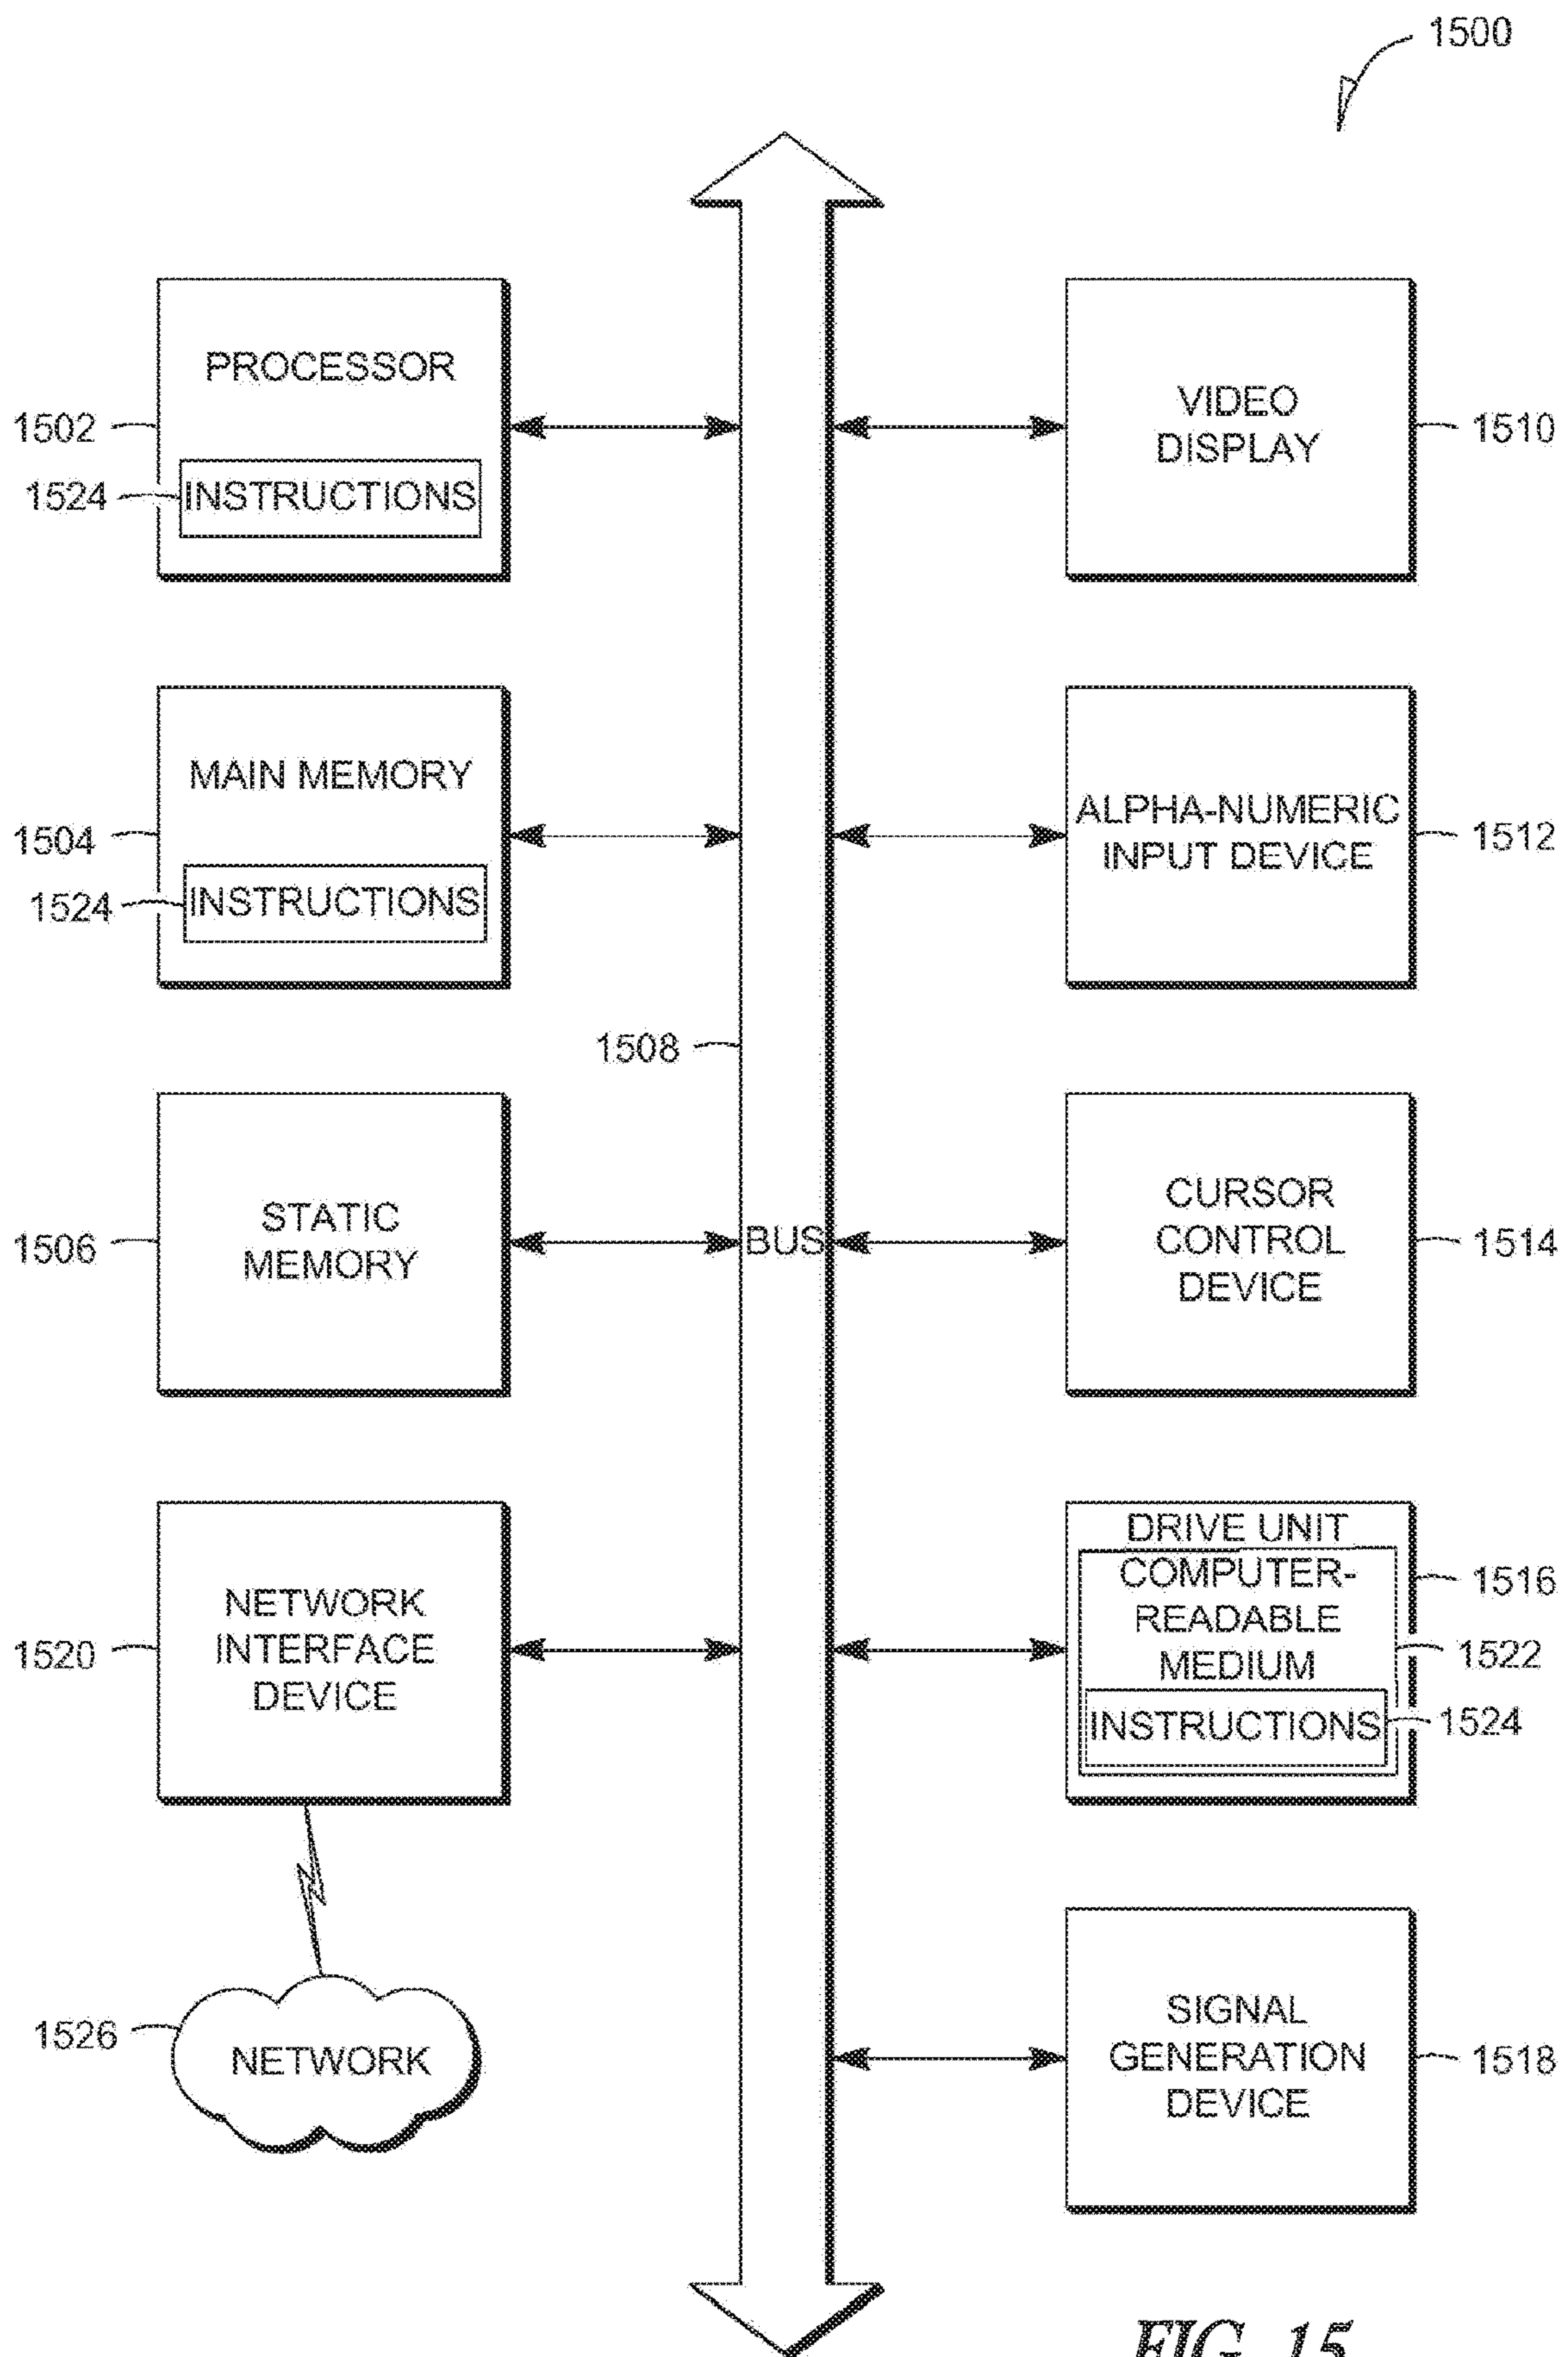 1500
PROCESSOR
1502
1524
INSTRUCTIONS
VIDEO
DISPLAY
1510
MAIN MEMORY
1504
1524
INSTRUCTIONS
ALPHA-NUMERIC
INPUT DEVICE
1512
1508
STATIC
MEMORY
1506
BUS
CURSOR
CONTROL
DEVICE
1514
NETWORK
INTERFACE
DEVICE
1520
DRIVE UNIT
COMPUTER-
READABLE
MEDIUM
INSTRUCTIONS
1516
1522
1524
1526
NETWORK
SIGNAL
GENERATION
DEVICE
1518
FIG. 15